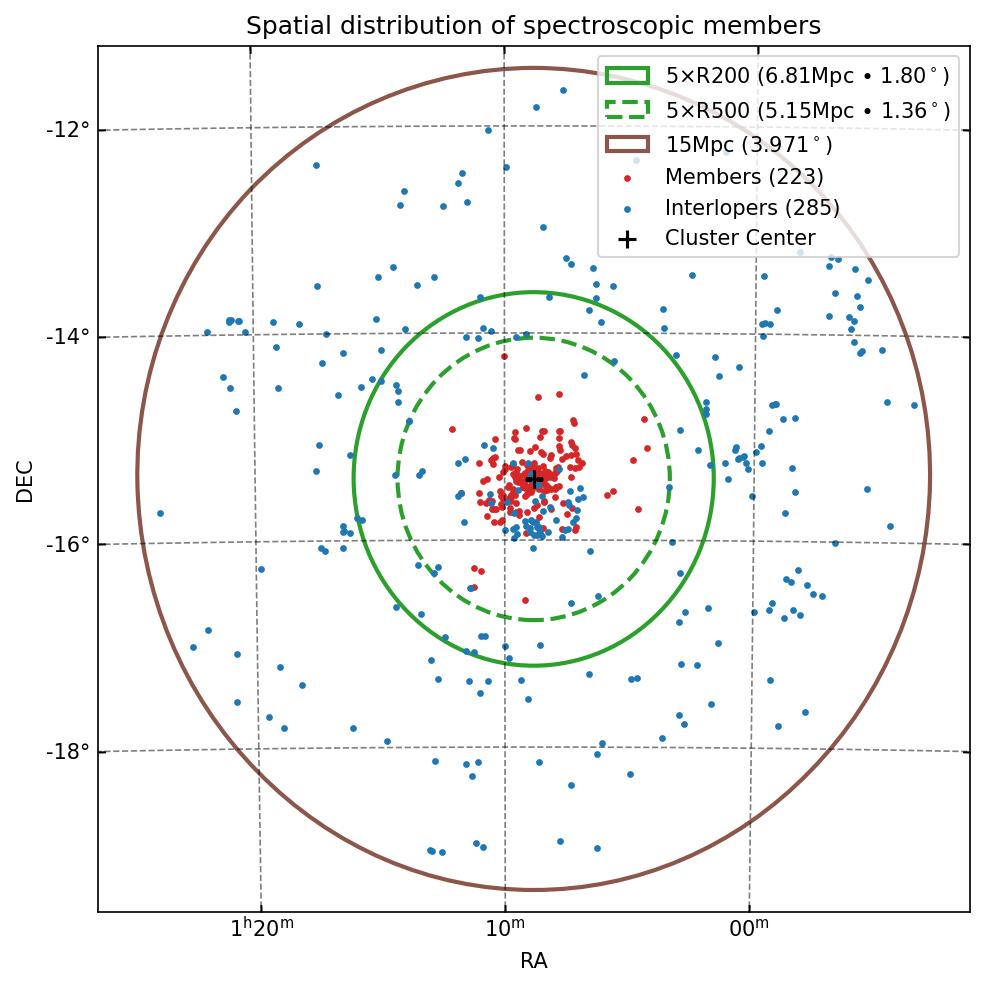 Spatial distribution of spectroscopic members
5×R200 (6.81Mpc • 1.80°)
5×R500 (5.15Mpc • 1.36°)
15Mpc (3.971°)
Members (223)
Interlopers (285)
Cluster Center
-12°
-14°
-16°
-18°
DEC
1h20m 10m 00m
RA